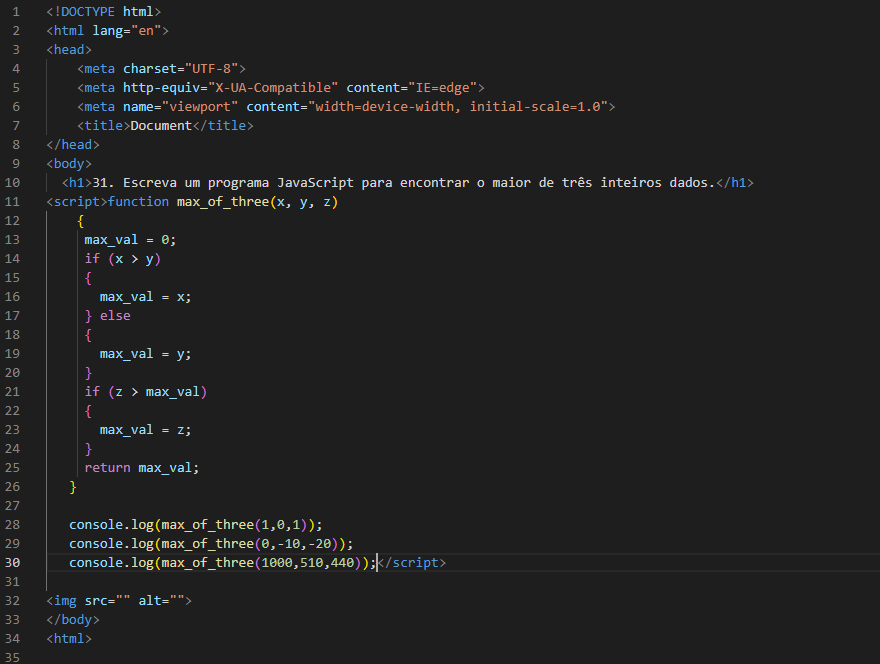 1 <!DOCTYPE html>
2 <html lang="en">
3 <head>
4     <meta charset="UTF-8">
5     <meta http-equiv="X-UA-Compatible" content="IE=edge">
6     <meta name="viewport" content="width=device-width, initial-scale=1.0">
7     <title>Document</title>
8 </head>
9 <body>
10   <h1>31. Escreva um programa JavaScript para encontrar o maior de três inteiros dados.</h1>
11 <script>function max_of_three(x, y, z)
12     {
13      max_val = 0;
14      if (x > y)
15      {
16        max_val = x;
17      } else
18      {
19        max_val = y;
20      }
21      if (z > max_val)
22      {
23        max_val = z;
24      }
25      return max_val;
26    }
27
28    console.log(max_of_three(1,0,1));
29    console.log(max_of_three(0,-10,-20));
30    console.log(max_of_three(1000,510,440));</script>
31
32 <img src="" alt="">
33 </body>
34 <html>
35